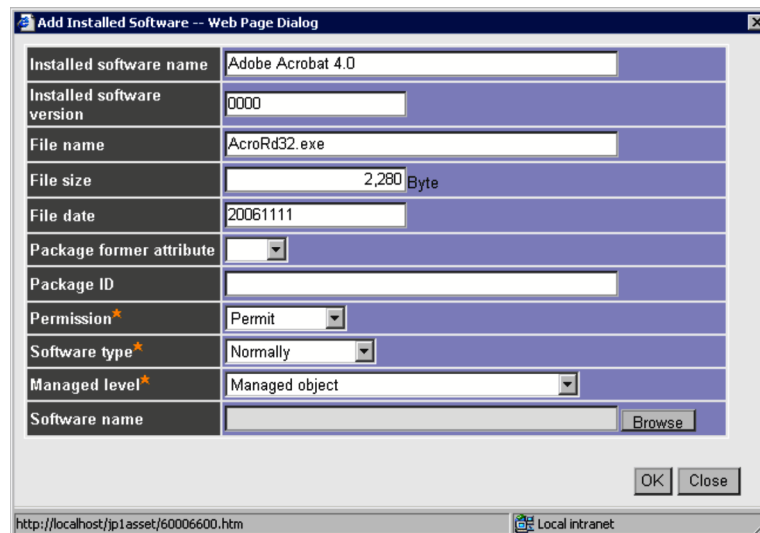 Add Installed Software -- Web Page Dialog
Installed software name Adobe Acrobat 4.0
Installed software
version 0000
File name AcroRd32.exe
File size 2,280 Byte
File date 20061111
Package former attribute
Package ID
Permission★ Permit
Software type★ Normally
Managed level★ Managed object
Software name Browse
OK Close
http://localhost/jp1asset/60006600.htm Local intranet